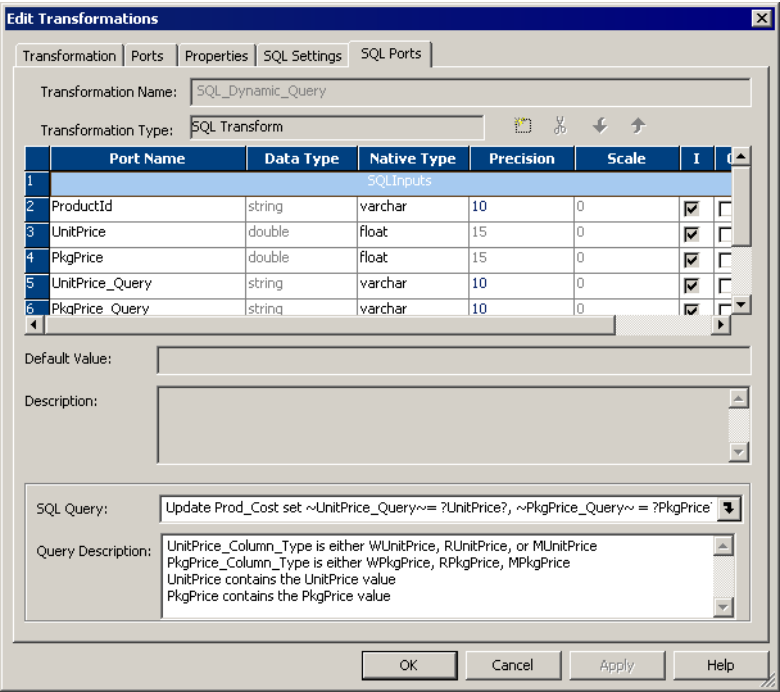 Edit Transformations
Transformation Ports Properties SQL Settings SQL Ports
Transformation Name: SQL_Dynamic_Query
Transformation Type: SQL Transform
Port Name Data Type Native Type Precision Scale I
1 SQLInputs
2 ProductId string varchar 10 0
3 UnitPrice double float 15 0
4 PkgPrice double float 15 0
5 UnitPrice_Query string varchar 10 0
6 PkgPrice_Query string varchar 10 0
Default Value:
Description:
SQL Query: Update Prod_Cost set ~UnitPrice_Query~= ?UnitPrice?, ~PkgPrice_Query~ = ?PkgPrice
Query Description: UnitPrice_Column_Type is either WUnitPrice, RUnitPrice, or MUnitPrice
PkgPrice_Column_Type is either WPkgPrice, RPkgPrice, MPkgPrice
UnitPrice contains the UnitPrice value
PkgPrice contains the PkgPrice value
OK Cancel Apply Help